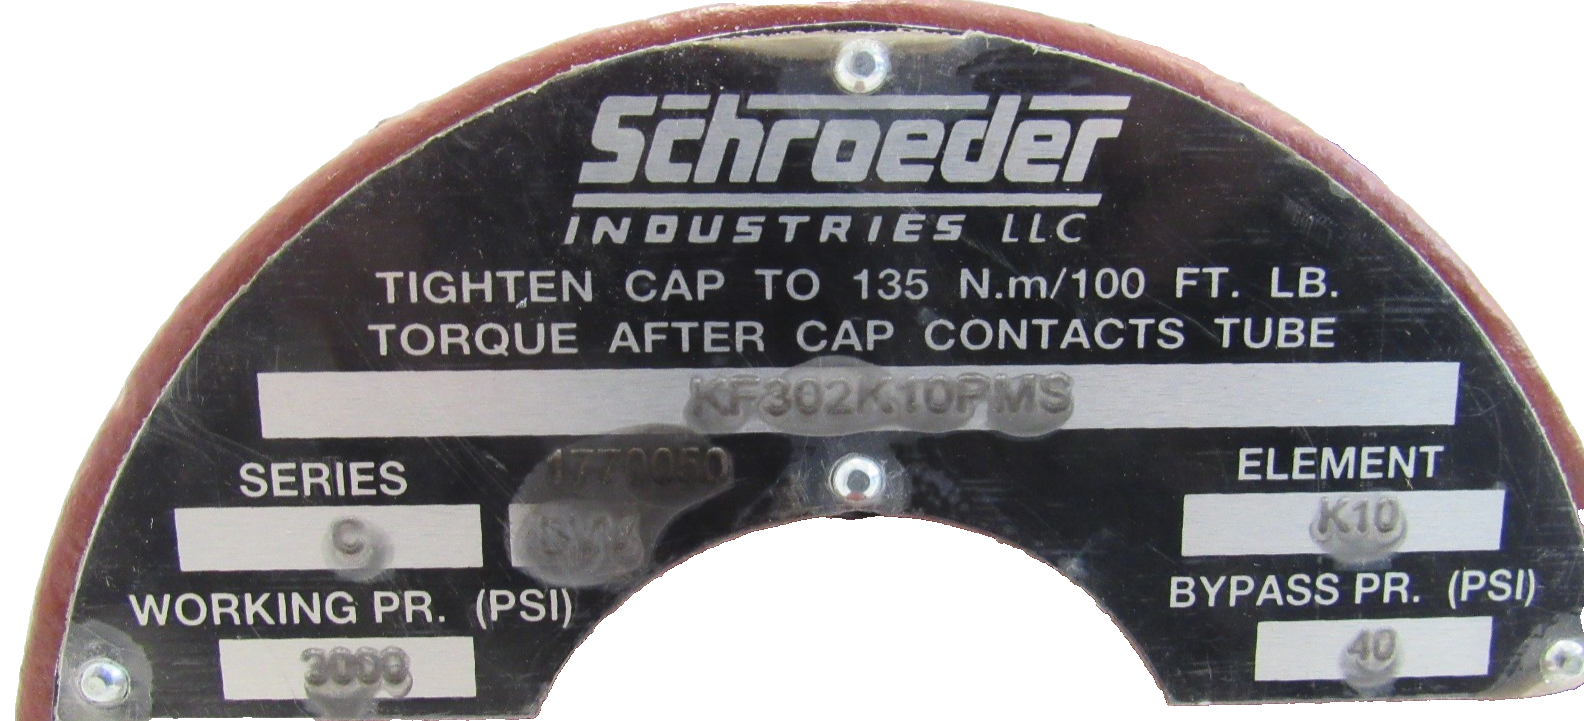 Schroeder
INDUSTRIES LLC
TIGHTEN CAP TO 135 N.m/100 FT. LB.
TORQUE AFTER CAP CONTACTS TUBE
KF302K10PMS
1770050
SERIES
ELEMENT
C
K10
WORKING PR. (PSI)
BYPASS PR. (PSI)
3000
40